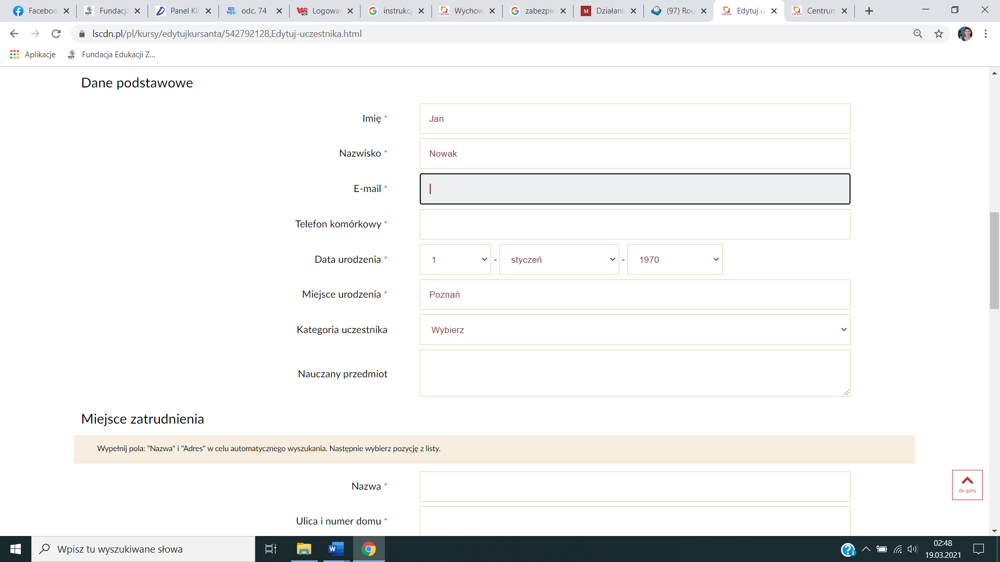 Faceboo
Fundacja
Panel Kli
odc. 74
Logowan
instrukcj
Wychow
zabezpie
Działani
(97) Rou
Edytuj u
Centrum
lscdn.pl/pl/kursy/edytujkursanta/542792128,Edytuj-uczestnika.html
Aplikacje
Fundacja Edukacji Z...
Dane podstawowe
Imię *
Jan
Nazwisko *
Nowak
E-mail *
Telefon komórkowy *
Data urodzenia *
1 - styczeń - 1970
Miejsce urodzenia *
Poznań
Kategoria uczestnika
Wybierz
Nauczany przedmiot
Miejsce zatrudnienia
Wypełnij pola: "Nazwa" i "Adres" w celu automatycznego wyszukania. Następnie wybierz pozycję z listy.
Nazwa *
do góry
Ulica i numer domu *
Wpisz tu wyszukiwane słowa
02:48
19.03.2021